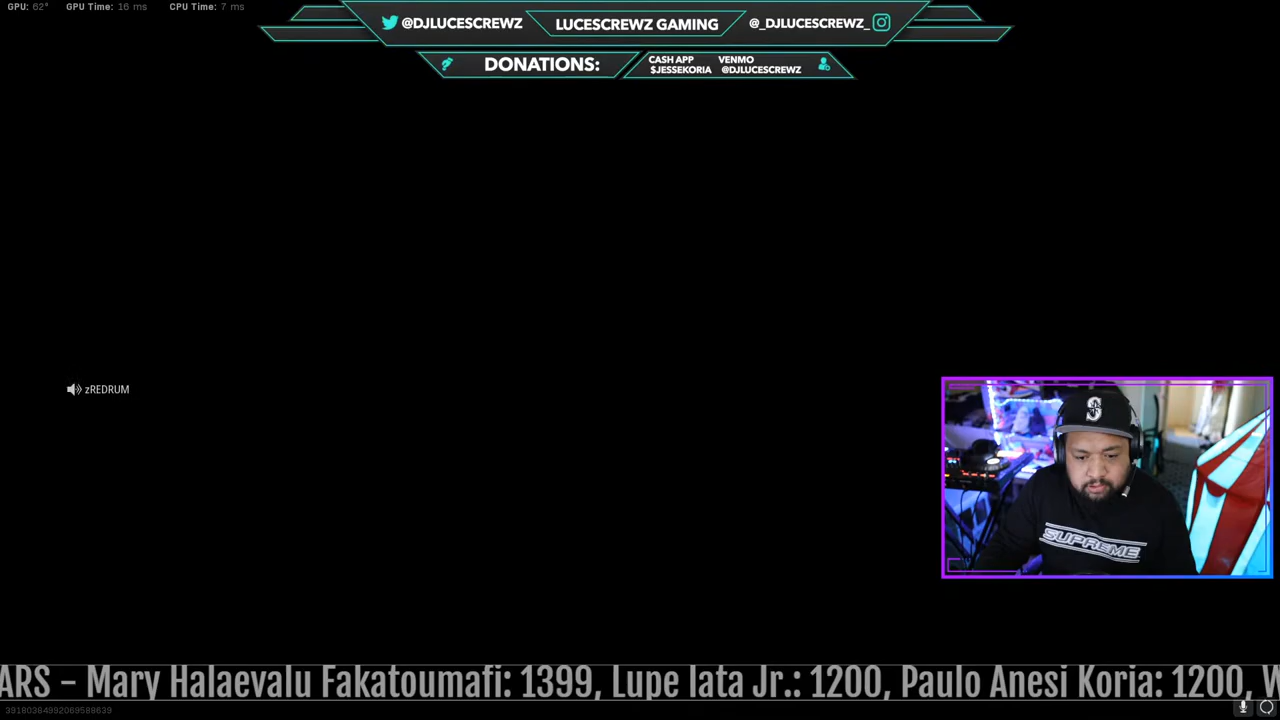 GPU: 62° GPU Time: 16 ms CPU Time: 7 ms
@DJLUCESCREWZ LUCESCREWZ GAMING @_DJLUCESCREWZ_
DONATIONS: CASH APP VENMO
$JESSEKORIA @DJLUCESCREWZ
zREDRUM
S
SUPREME
ARS - Mary Halaevalu Fakatoumafi: 1399, Lupe Iata Jr.: 1200, Paulo Anesi Koria: 1200, W